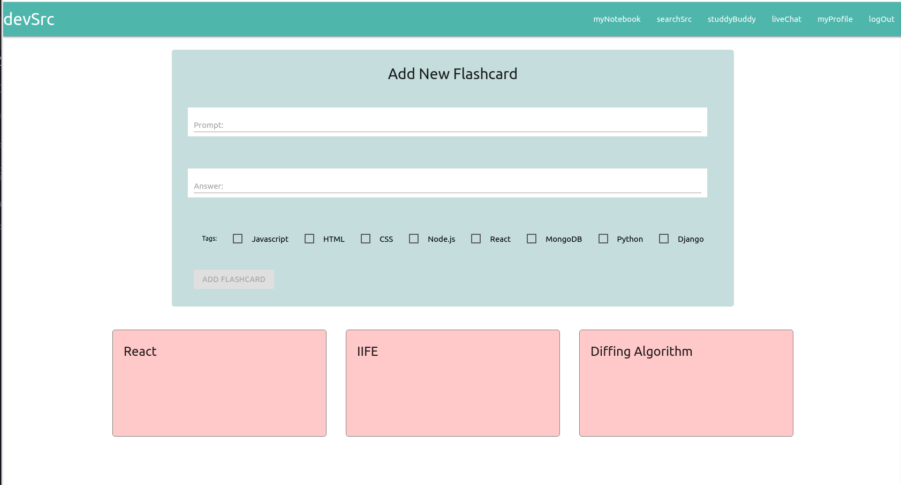 devSrc myNotebook searchSrc studdyBuddy liveChat myProfile logOut
Add New Flashcard
Prompt:
Answer:
Tags: Javascript HTML CSS Node.js React MongoDB Python Django
ADD FLASHCARD
React IIFE Diffing Algorithm